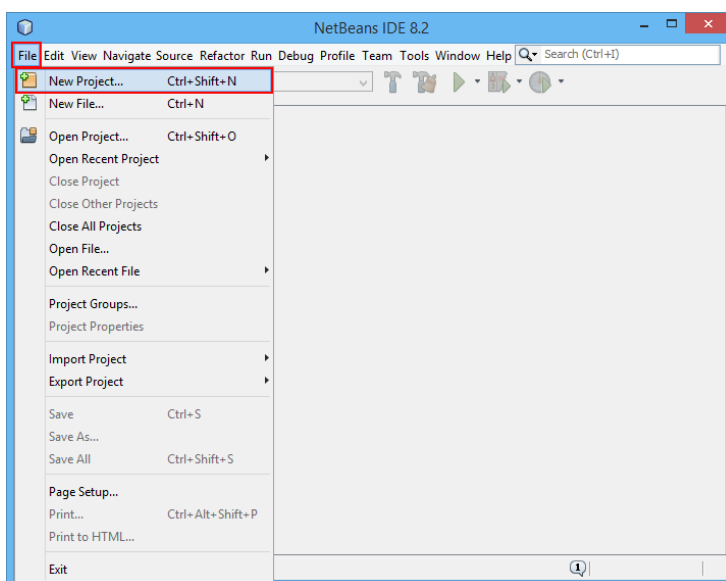 NetBeans IDE 8.2
File Edit View Navigate Source Refactor Run Debug Profile Team Tools Window Help Search (Ctrl+I)
New Project... Ctrl+Shift+N
New File... Ctrl+N
Open Project... Ctrl+Shift+O
Open Recent Project
Close Project
Close Other Projects
Close All Projects
Open File...
Open Recent File
Project Groups...
Project Properties
Import Project
Export Project
Save Ctrl+S
Save As...
Save All Ctrl+Shift+S
Page Setup...
Print... Ctrl+Alt+Shift+P
Print to HTML...
Exit
1